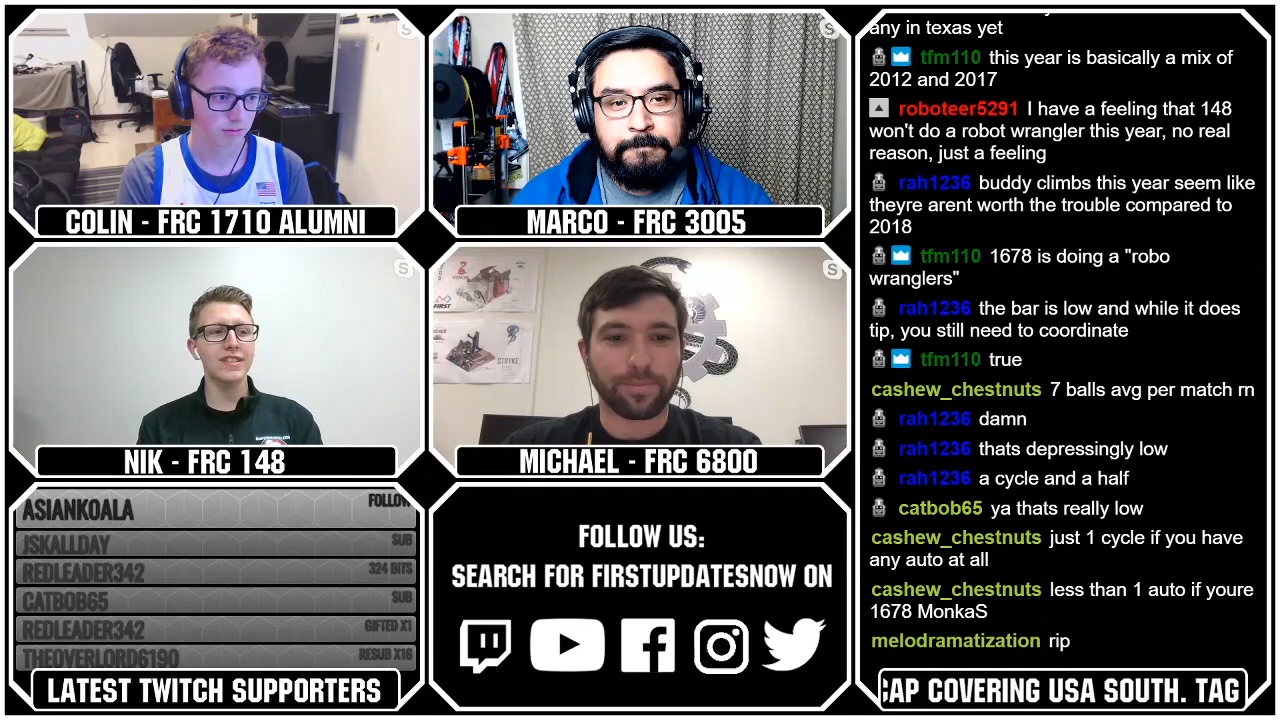 COLIN - FRC 1710 ALUMNI
MARCO - FRC 3005
NIK - FRC 148
FIRST
STRYKE
MICHAEL - FRC 6800
ASIANKOALA FOLLOW
JSKALLDAY SUB
REDLEADER342 324 BITS
CATBOB65 SUB
REDLEADER342 GIFTED X1
THEOVERLORD6190 RESUB X16
LATEST TWITCH SUPPORTERS
FOLLOW US:
SEARCH FOR FIRSTUPDATESNOW ON
any in texas yet
tfm110 this year is basically a mix of
2012 and 2017
roboteer5291 I have a feeling that 148
won't do a robot wrangler this year, no real
reason, just a feeling
rah1236 buddy climbs this year seem like
theyre arent worth the trouble compared to
2018
tfm110 1678 is doing a "robo
wranglers"
rah1236 the bar is low and while it does
tip, you still need to coordinate
tfm110 true
cashew_chestnuts 7 balls avg per match rn
rah1236 damn
rah1236 thats depressingly low
rah1236 a cycle and a half
catbob65 ya thats really low
cashew_chestnuts just 1 cycle if you have
any auto at all
cashew_chestnuts less than 1 auto if youre
1678 MonkaS
melodramatization rip
CAP COVERING USA SOUTH. TAG